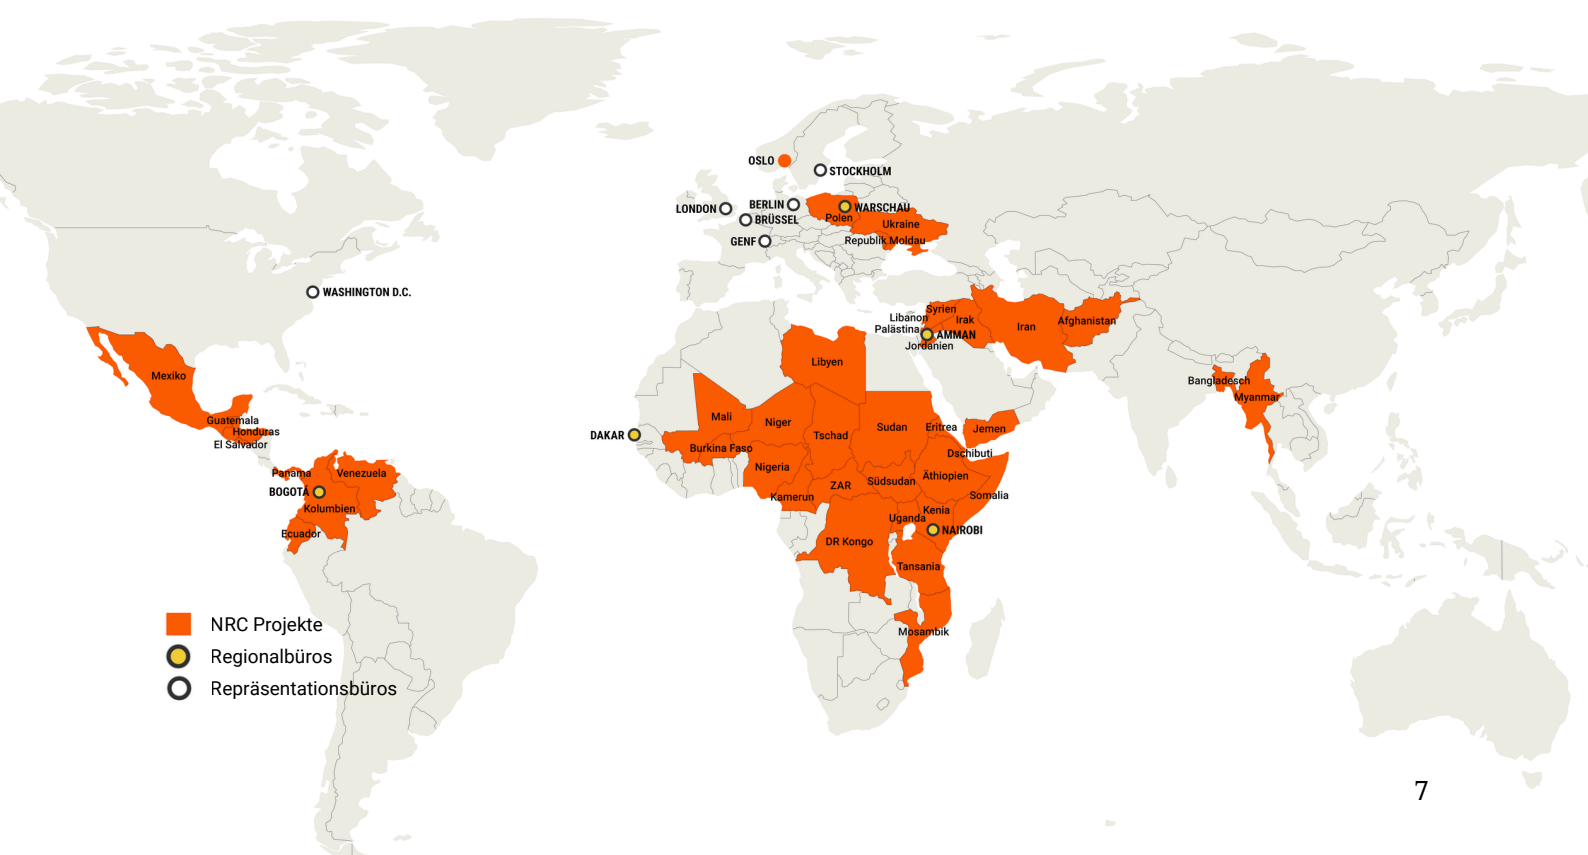 OSLO
STOCKHOLM
LONDON
BERLIN
BRÜSSEL
WARSCHAU
Polen
Ukraine
GENF
Republik Moldau
WASHINGTON D.C.
Syrien
Libanon
Irak
Palästina
AMMAN
Jordanien
Iran
Afghanistan
Mexiko
Libyen
Bangladesch
Myanmar
Guatemala
Honduras
El Salvador
DAKAR
Mali
Niger
Tschad
Sudan
Eritrea
Jemen
Burkina Faso
Dschibuti
Panama
Venezuela
BOGOTÁ
Kolumbien
Ecuador
Nigeria
Kamerun
ZAR
Südsudan
Äthiopien
Somalia
Uganda
Kenia
NAIROBI
DR Kongo
Tansania
Mosambik
NRC Projekte
Regionalbüros
Repräsentationsbüros
7